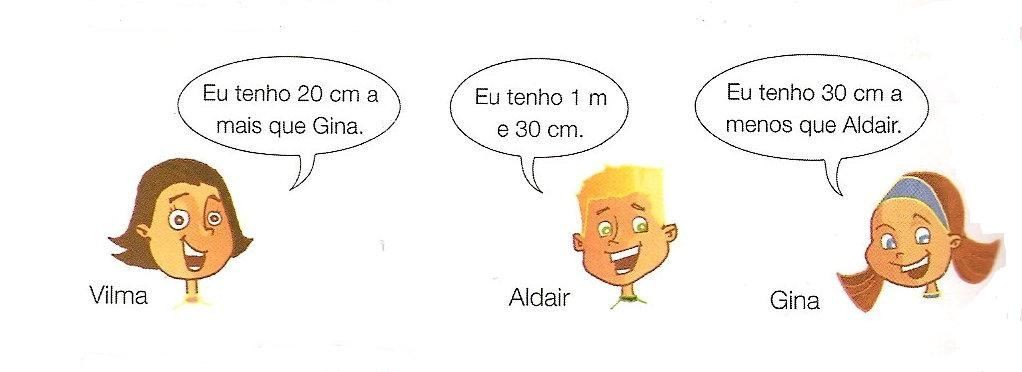 Eu tenho 20 cm a
mais que Gina.
Eu tenho 1 m
e 30 cm.
Eu tenho 30 cm a
menos que Aldair.
Vilma
Aldair
Gina